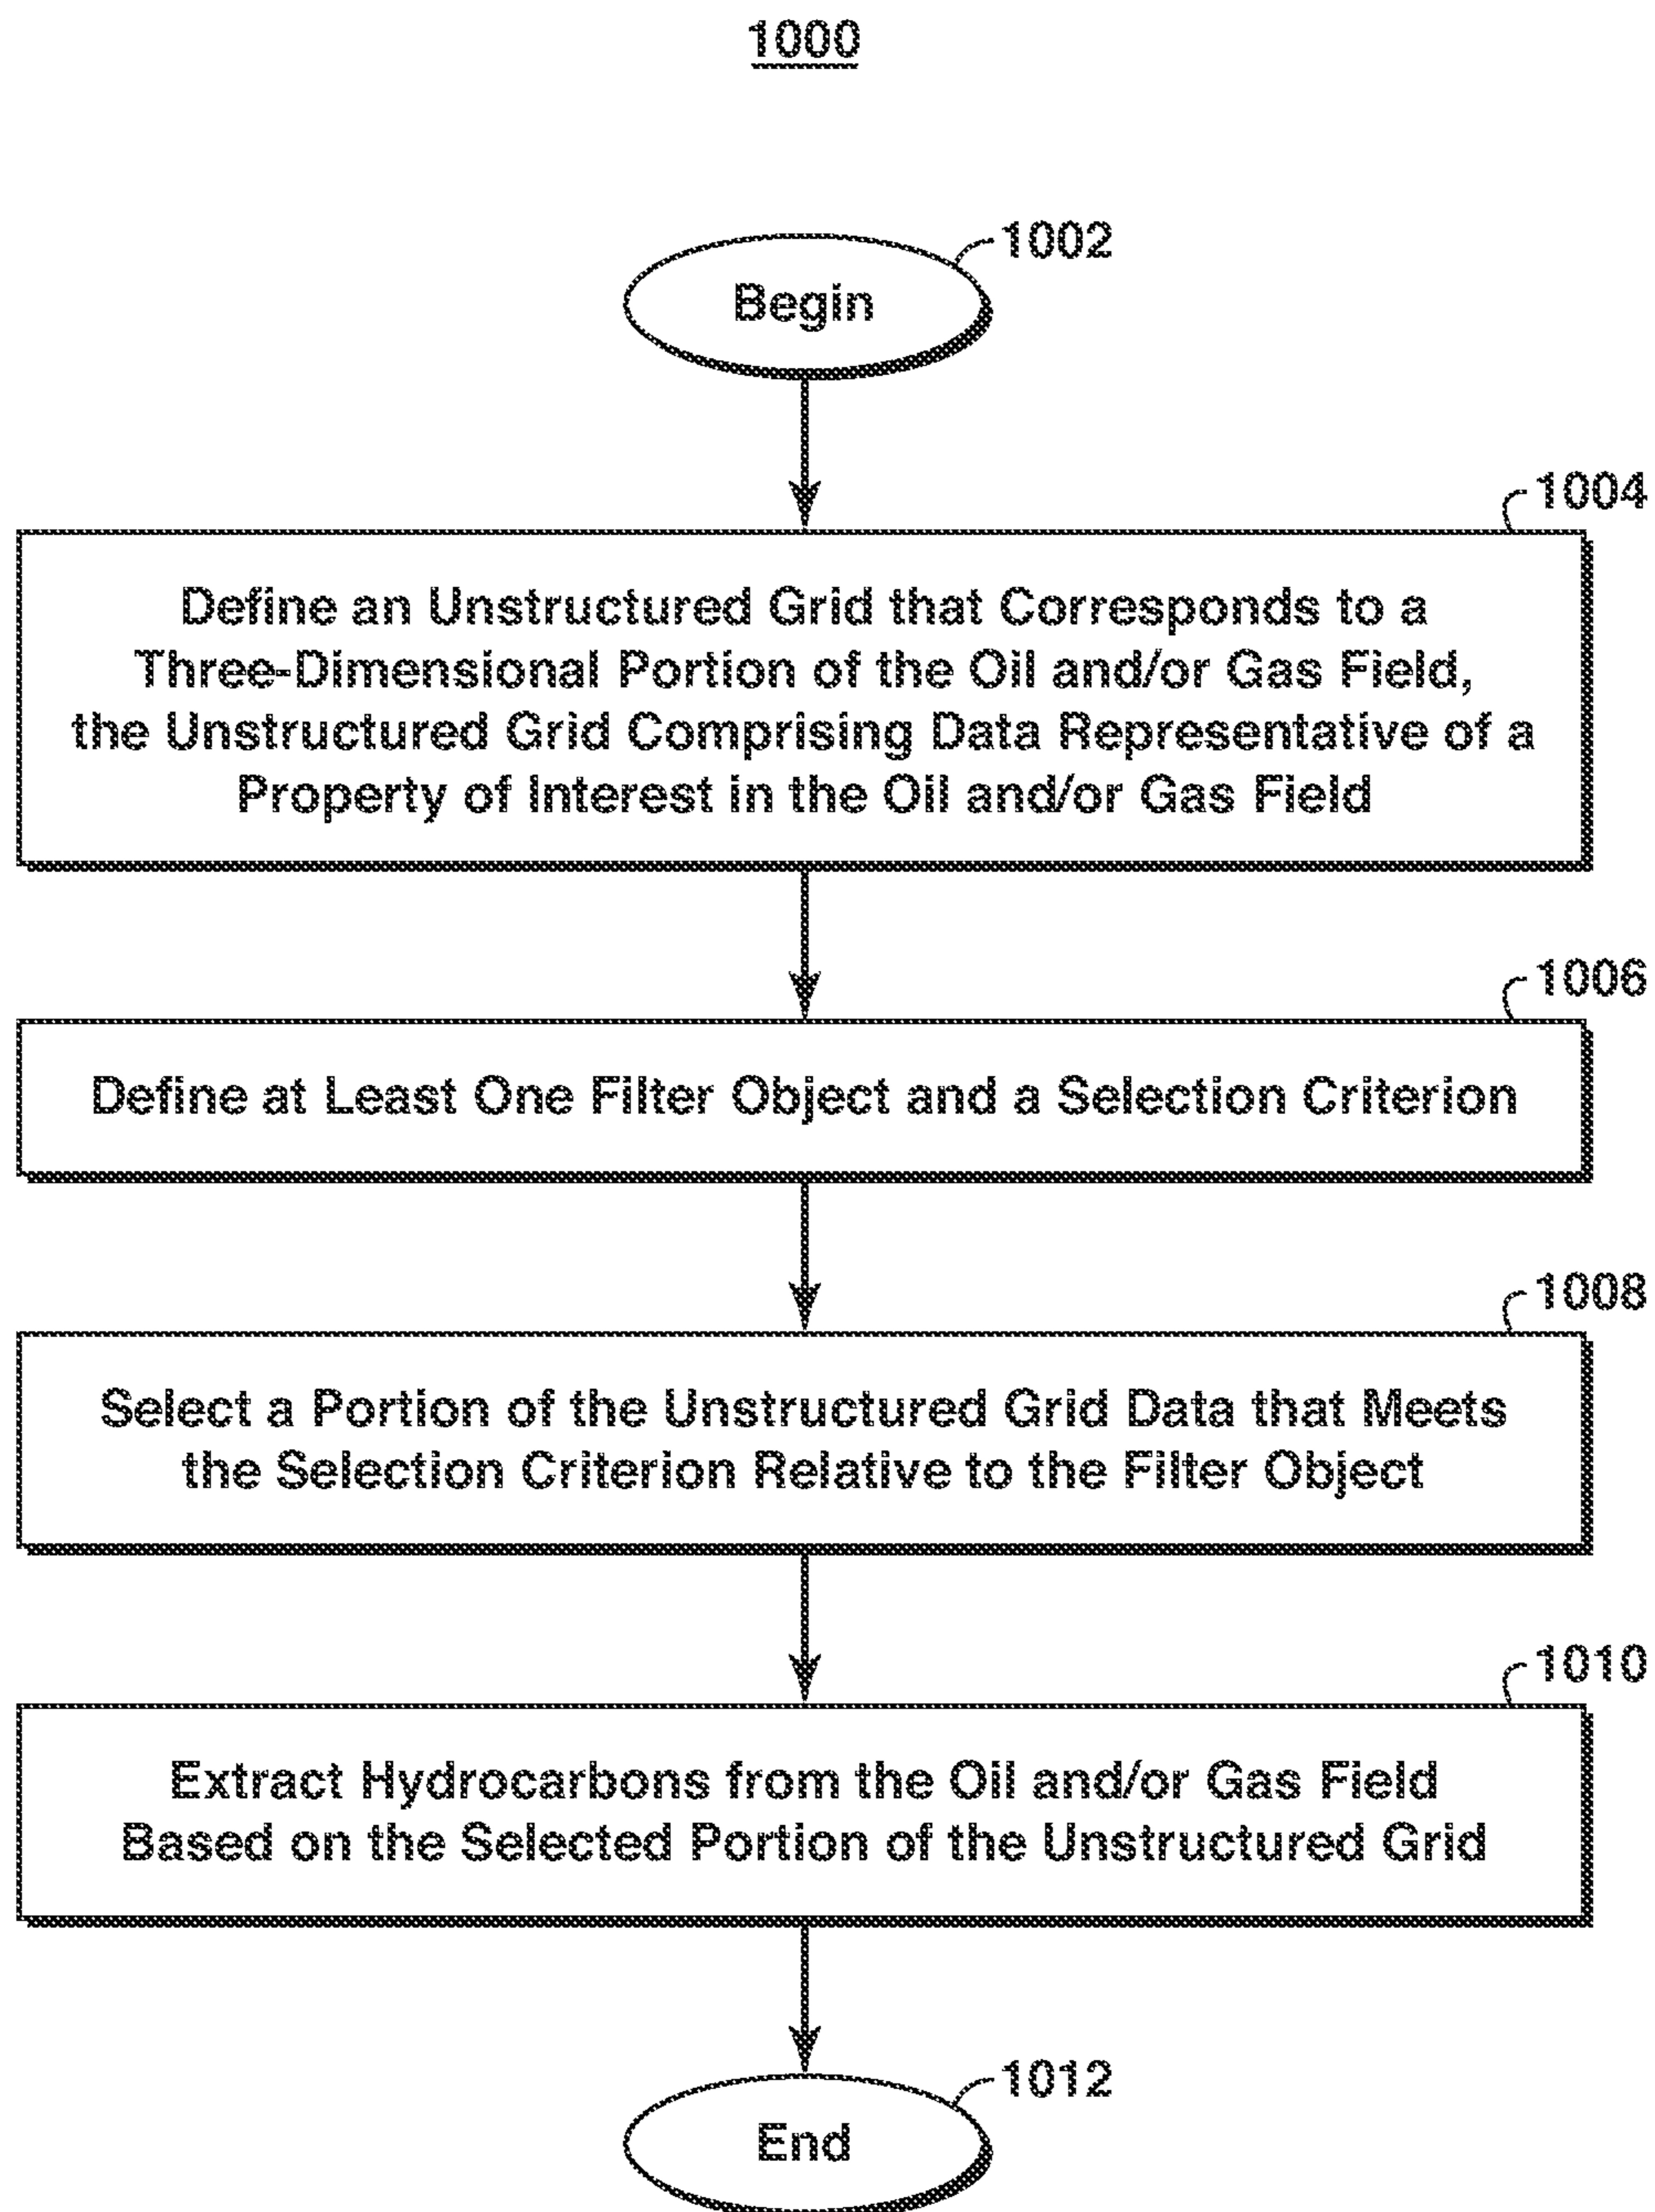 1000
1002
Begin
1004
Define an Unstructured Grid that Corresponds to a
Three-Dimensional Portion of the Oil and/or Gas Field,
the Unstructured Grid Comprising Data Representative of a
Property of Interest in the Oil and/or Gas Field
1006
Define at Least One Filter Object and a Selection Criterion
1008
Select a Portion of the Unstructured Grid Data that Meets
the Selection Criterion Relative to the Filter Object
1010
Extract Hydrocarbons from the Oil and/or Gas Field
Based on the Selected Portion of the Unstructured Grid
1012
End